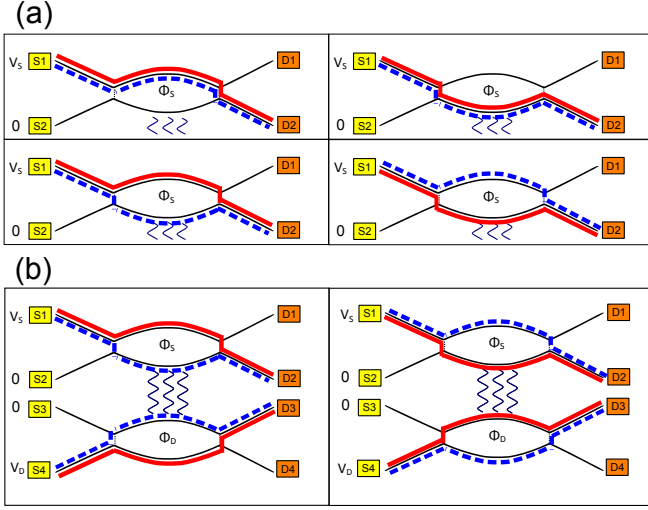 (a)
V_S S1 Φ_S D1
0 S2 D2
V_S S1 Φ_S D1
0 S2 D2
V_S S1 Φ_S D1
0 S2 D2
V_S S1 Φ_S D1
0 S2 D2
(b)
V_S S1 Φ_S D1
0 S2 D2
0 S3 D3
V_D S4 Φ_D D4
V_S S1 Φ_S D1
0 S2 D2
0 S3 D3
V_D S4 Φ_D D4